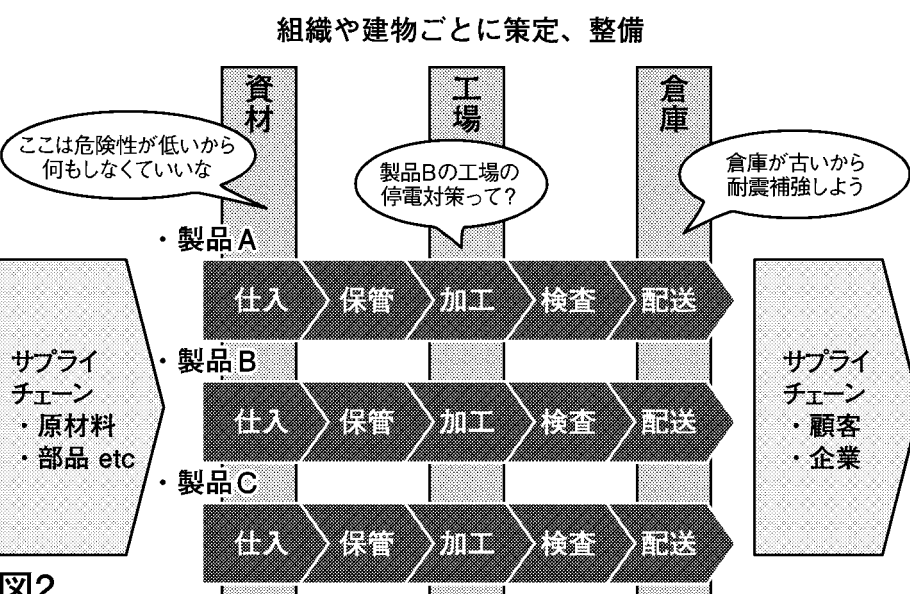 組織や建物ごとに策定、整備
資材
工場
倉庫
ここは危険性が低いから
何もしなくていいな
製品Bの工場の
停電対策って?
倉庫が古いから
耐震補強しよう
・製品A
仕入 保管 加工 検査 配送
・製品B
仕入 保管 加工 検査 配送
・製品C
仕入 保管 加工 検査 配送
サプライ
チェーン
・原材料
・部品 etc
サプライ
チェーン
・顧客
・企業
図2